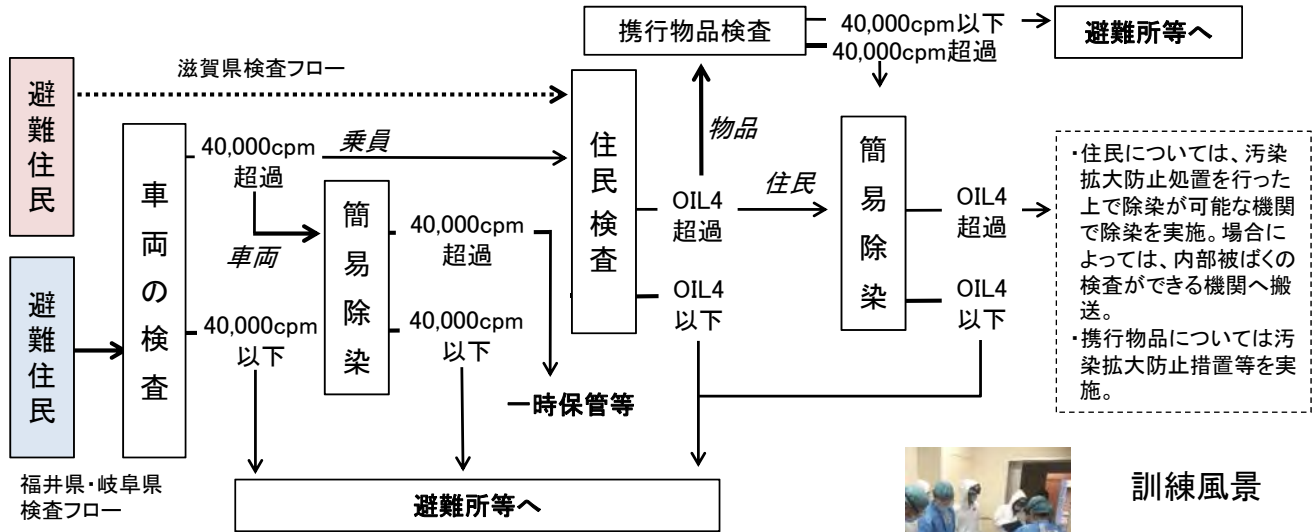 携行物品検査
40,000cpm以下
40,000cpm超過
避難所等へ
滋賀県検査フロー
避難住民
避難住民
福井県・岐阜県
検査フロー
車両の検査
40,000cpm
超過
乗員
車両
40,000cpm
以下
簡易除染
40,000cpm
超過
40,000cpm
以下
一時保管等
住民検査
物品
OIL4
超過
住民
OIL4
以下
簡易除染
OIL4
超過
OIL4
以下
・住民については、汚染
拡大防止処置を行った
上で除染が可能な機関
で除染を実施。場合に
よっては、内部被ばくの
検査ができる機関へ搬
送。
・携行物品については汚
染拡大防止措置等を実
施。
避難所等へ
訓練風景